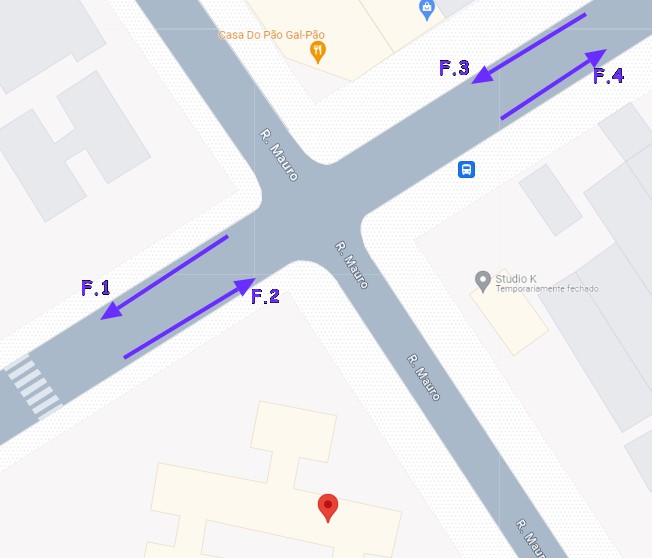 Casa Do Pão Gal-Pão
F.3
F.4
R. Mauro
R. Mauro
Studio K
Temporariamente fechado
F.1
F.2
R. Mauro
R. Mauro